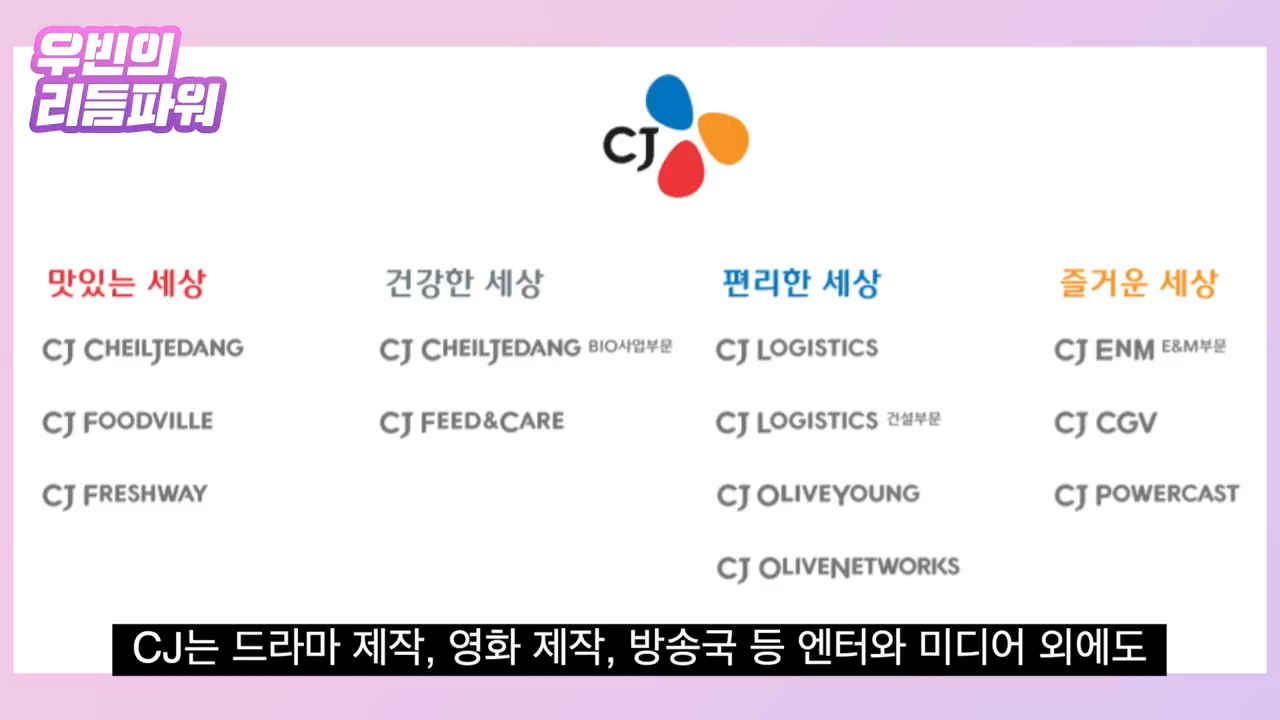 우빈의
리듬파워
CJ
맛있는 세상
CJ CHEILJEDANG
CJ FOODVILLE
CJ FRESHWAY
건강한 세상
CJ CHEILJEDANG BIO사업부문
CJ FEED&CARE
편리한 세상
CJ LOGISTICS
CJ LOGISTICS 건설부문
CJ OLIVEYOUNG
CJ OLIVENETWORKS
즐거운 세상
CJ ENM E&M부문
CJ CGV
CJ POWERCAST
CJ는 드라마 제작, 영화 제작, 방송국 등 엔터와 미디어 외에도